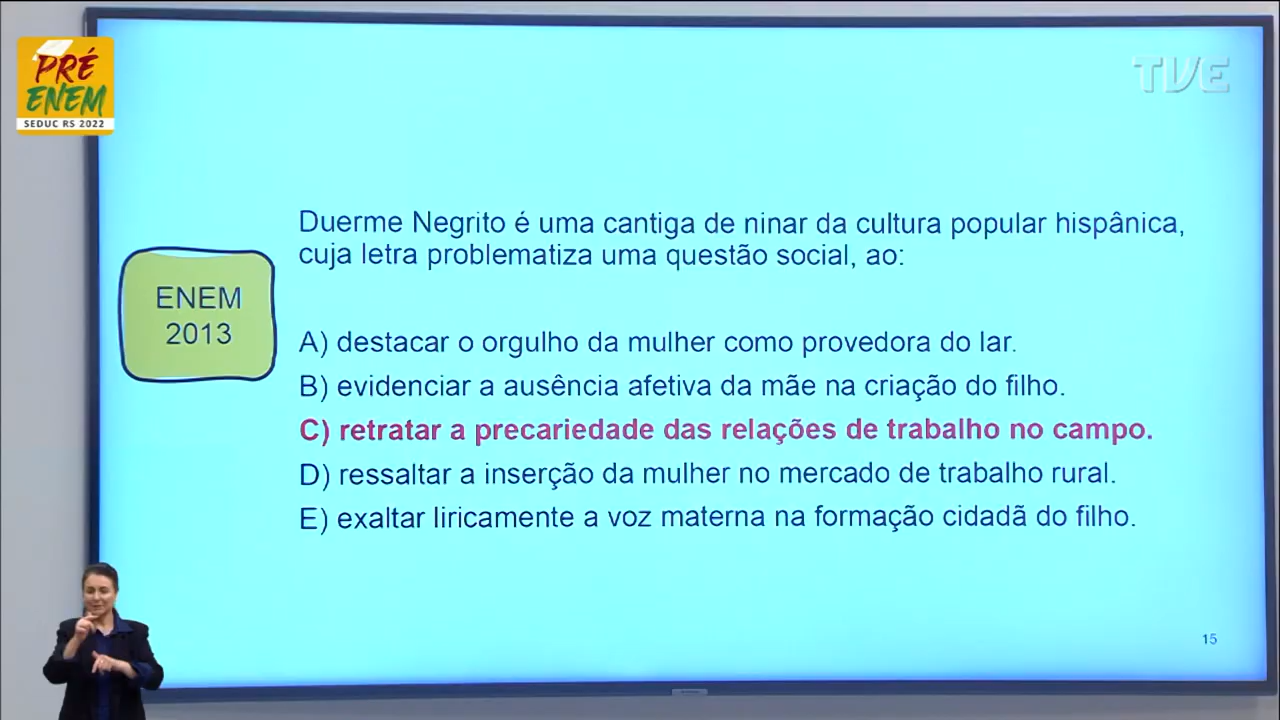 PRÉ
ENEM
SEDUC RS 2022
TVE
Duerme Negrito é uma cantiga de ninar da cultura popular hispânica,
cuja letra problematiza uma questão social, ao:
ENEM
2013
A) destacar o orgulho da mulher como provedora do lar.
B) evidenciar a ausência afetiva da mãe na criação do filho.
C) retratar a precariedade das relações de trabalho no campo.
D) ressaltar a inserção da mulher no mercado de trabalho rural.
E) exaltar liricamente a voz materna na formação cidadã do filho.
15